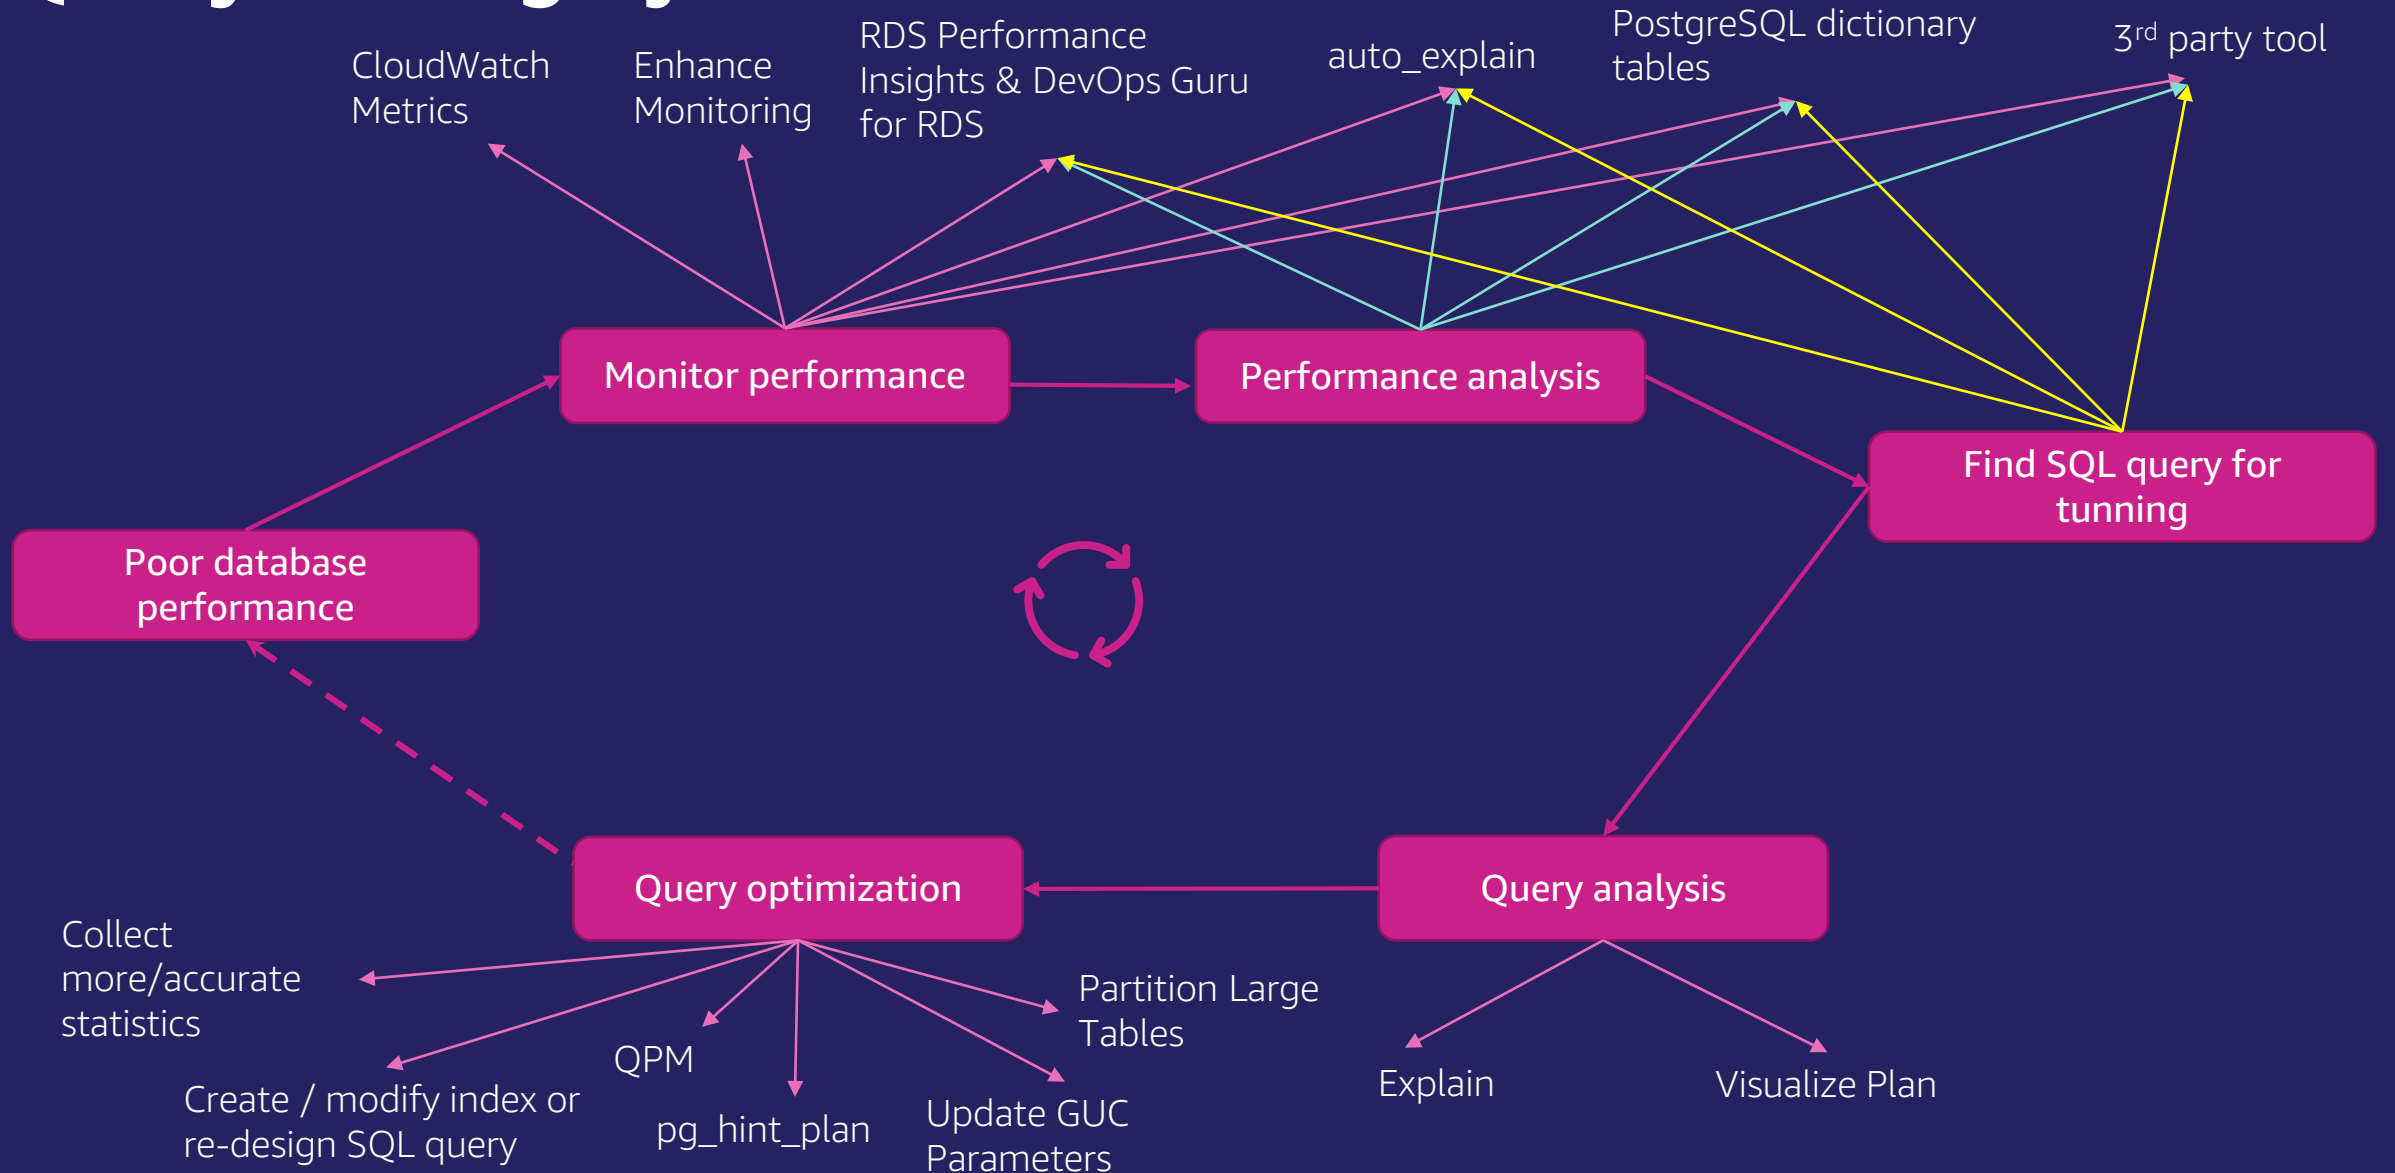 CloudWatch
Metrics
Enhance
Monitoring
RDS Performance
Insights & DevOps Guru
for RDS
auto_explain
PostgreSQL dictionary
tables
3rd party tool
Monitor performance
Performance analysis
Find SQL query for
tunning
Poor database
performance
Query optimization
Query analysis
Collect
more/accurate
statistics
Create / modify index or
re-design SQL query
QPM
pg_hint_plan
Update GUC
Parameters
Partition Large
Tables
Explain
Visualize Plan